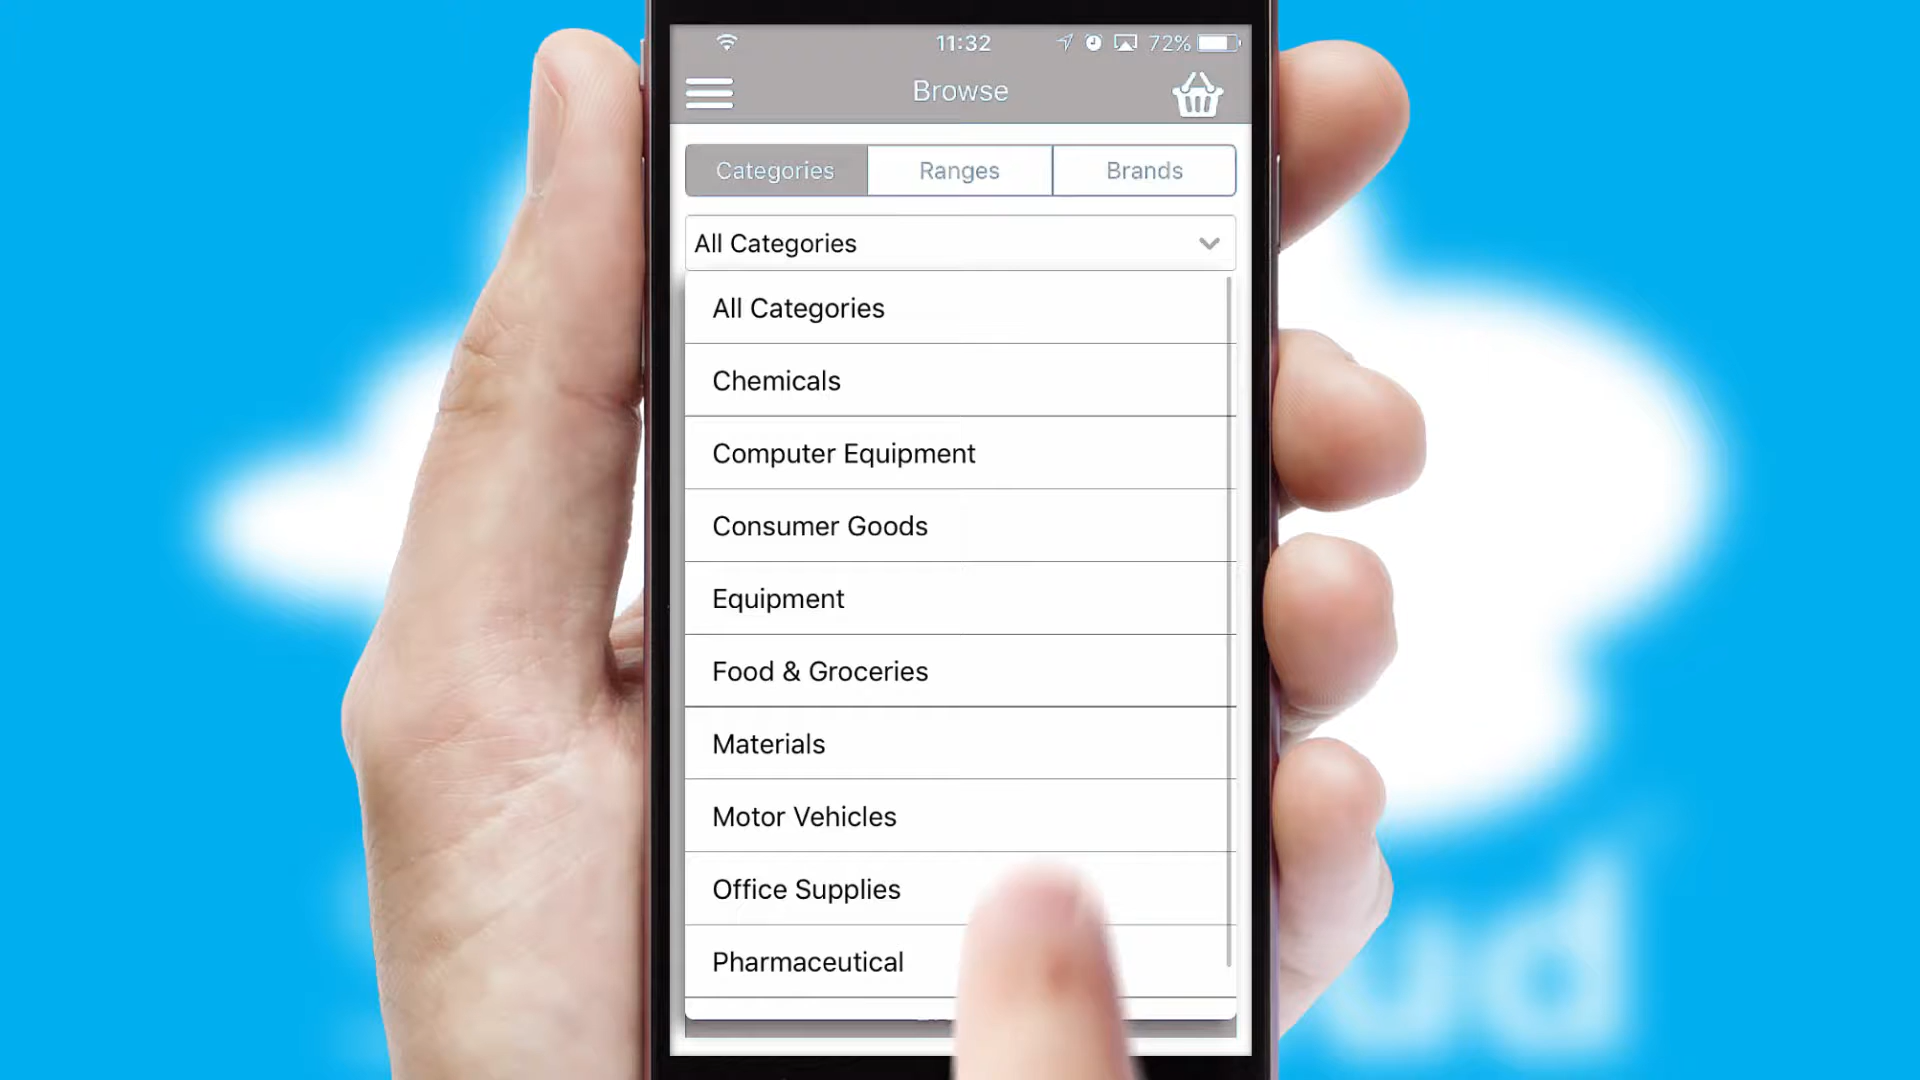 11:32
72%
Browse
Categories
Ranges
Brands
All Categories
All Categories
Chemicals
Computer Equipment
Consumer Goods
Equipment
Food & Groceries
Materials
Motor Vehicles
Office Supplies
Pharmaceutical
ud